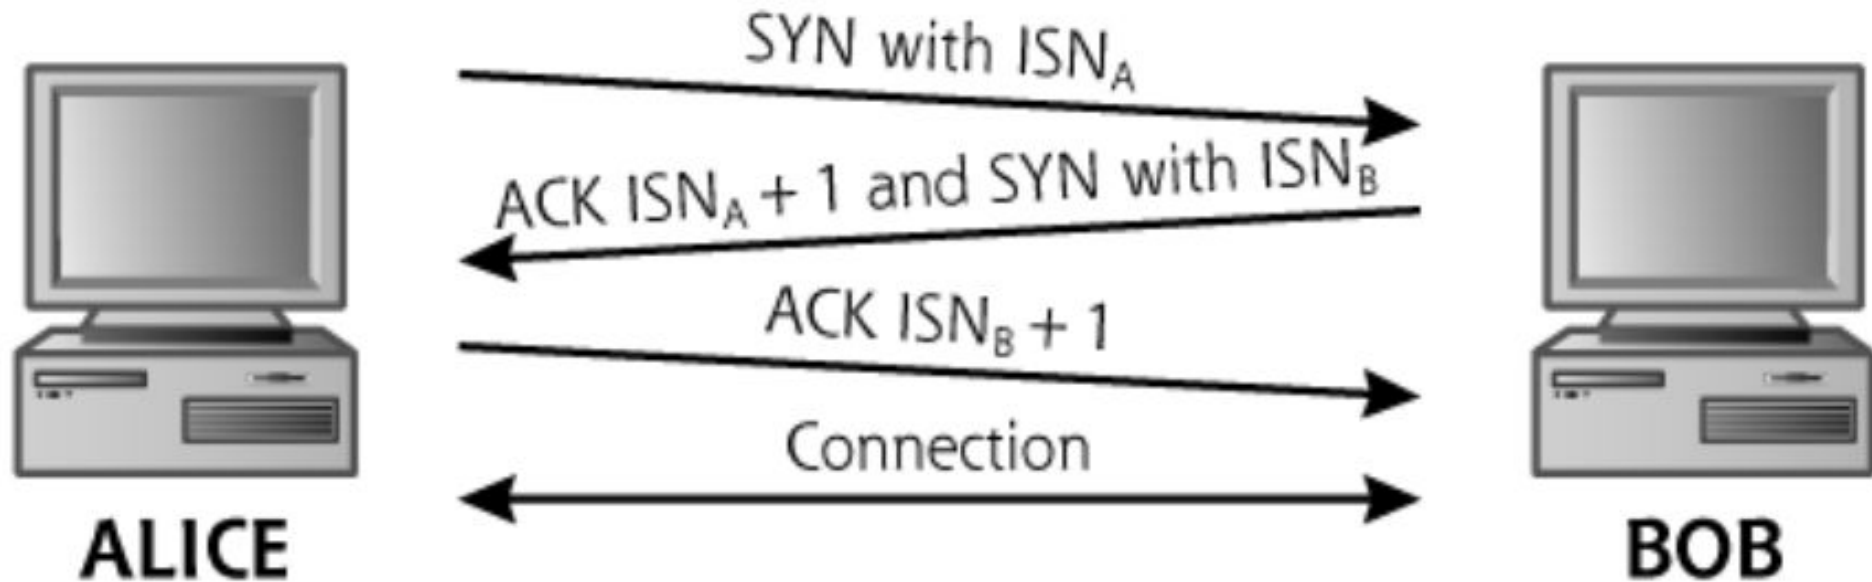 SYN with ISNA
ACK ISNA + 1 and SYN with ISNB
ACK ISNB + 1
Connection
ALICE
BOB